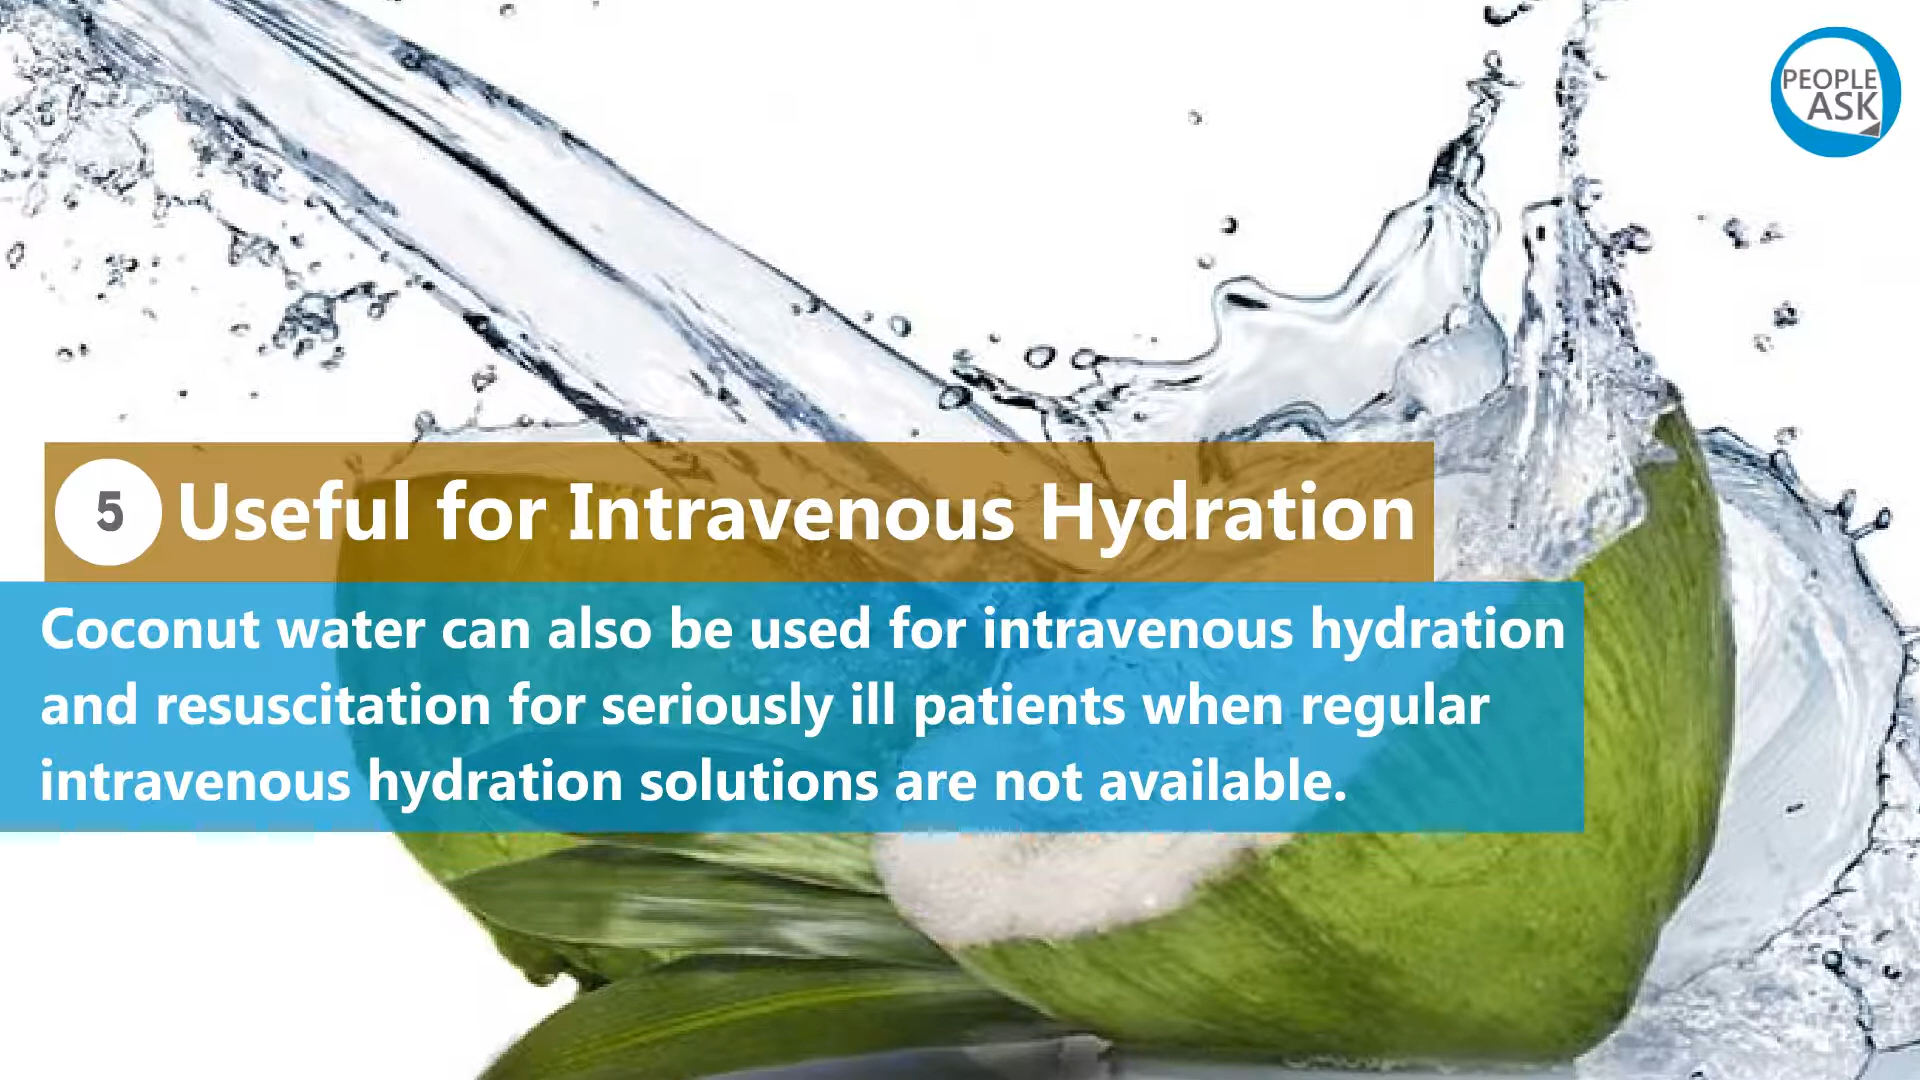 PEOPLE
ASK
5 Useful for Intravenous Hydration
Coconut water can also be used for intravenous hydration
and resuscitation for seriously ill patients when regular
intravenous hydration solutions are not available.